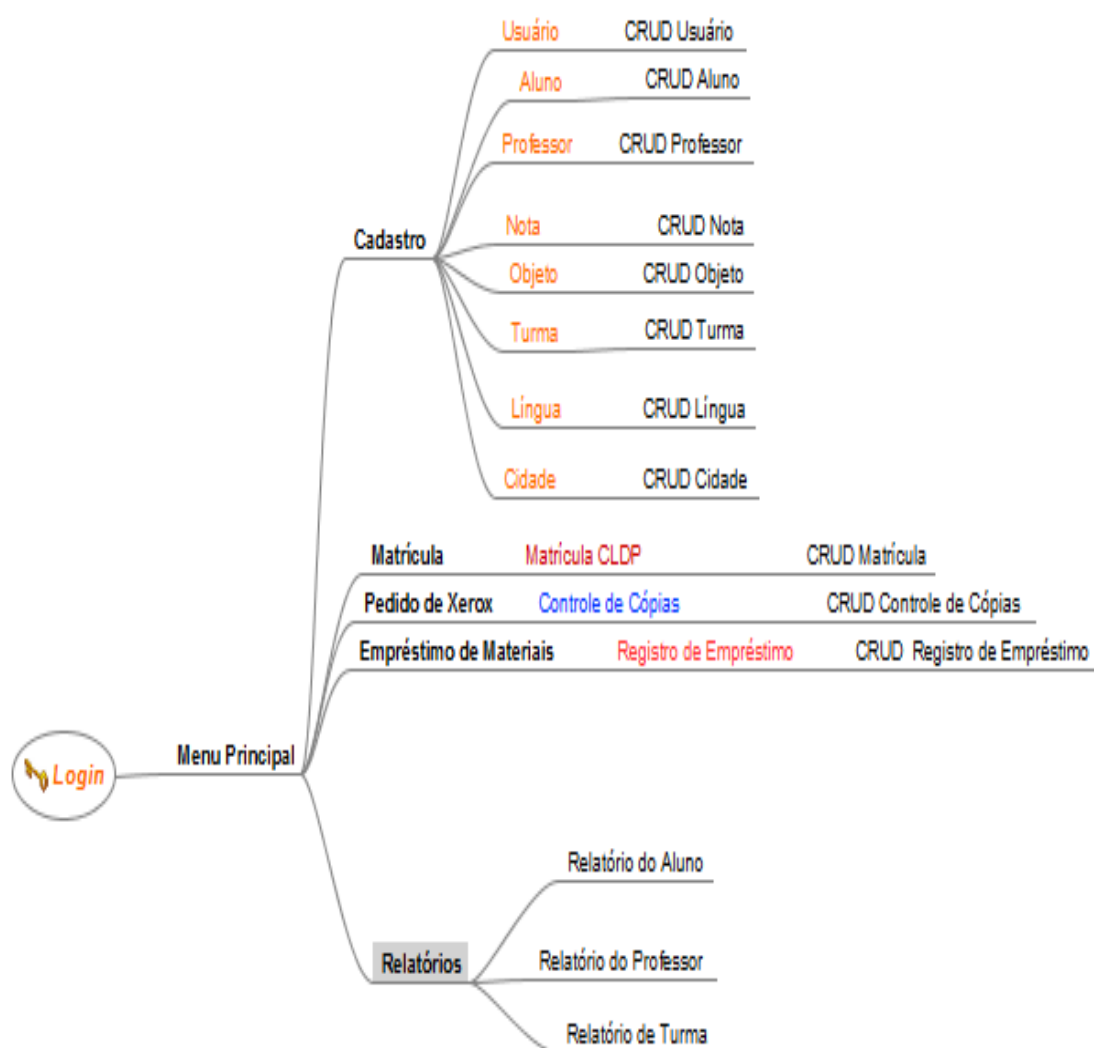 Usuário CRUD Usuário
Aluno CRUD Aluno
Professor CRUD Professor
Nota CRUD Nota
Cadastro
Objeto CRUD Objeto
Turma CRUD Turma
Língua CRUD Língua
Cidade CRUD Cidade
Matrícula Matrícula CLDP CRUD Matrícula
Pedido de Xerox Controle de Cópias CRUD Controle de Cópias
Empréstimo de Materiais Registro de Empréstimo CRUD Registro de Empréstimo
Menu Principal
Login
Relatório do Aluno
Relatórios
Relatório do Professor
Relatório de Turma